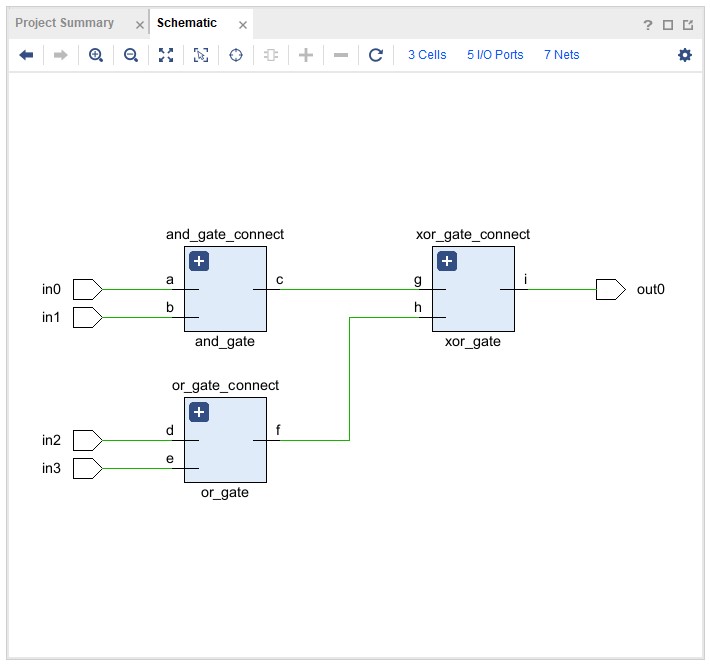 Project Summary × Schematic × ?
3 Cells 5 I/O Ports 7 Nets
and_gate_connect xor_gate_connect
in0 a c g i out0
in1 b h
and_gate xor_gate
or_gate_connect
in2 d f
in3 e
or_gate